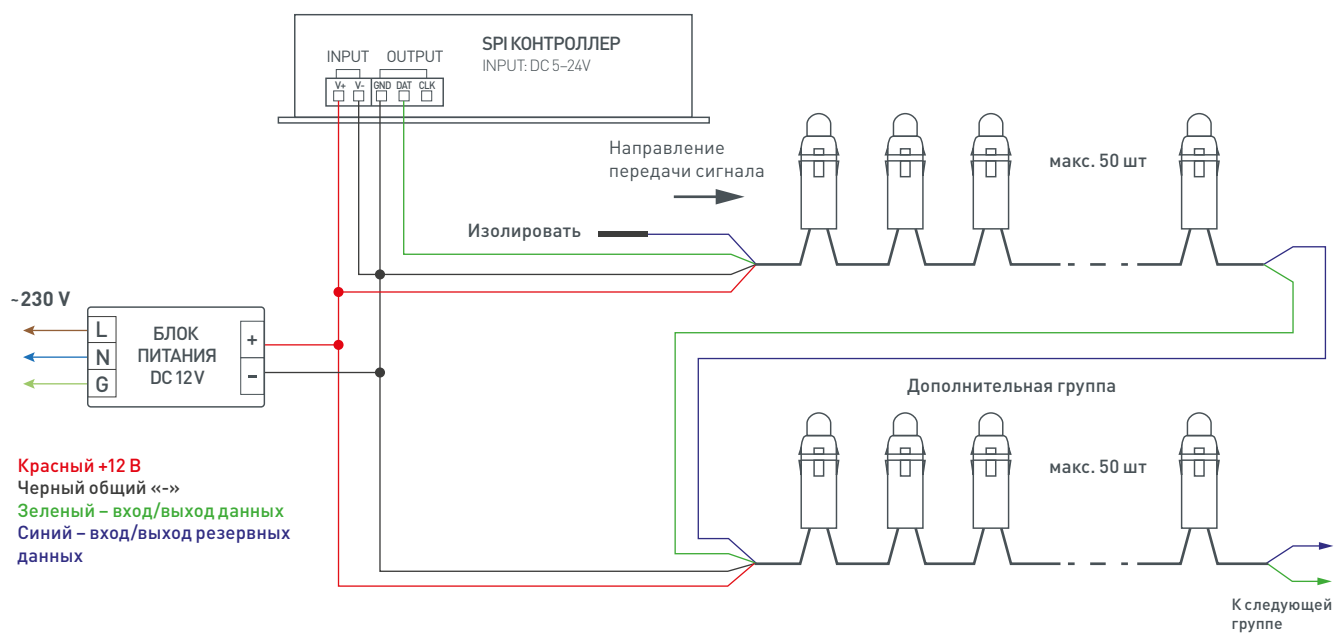 SPI КОНТРОЛЛЕР
INPUT: DC 5–24V
INPUT OUTPUT
V+ V- GND DAT CLK
Направление
передачи сигнала
макс. 50 шт
Изолировать
~230 V
L
N
G
БЛОК
ПИТАНИЯ
DC 12 V
+
–
Дополнительная группа
макс. 50 шт
Красный +12 В
Черный общий «-»
Зеленый – вход/выход данных
Синий – вход/выход резервных
данных
К следующей
группе